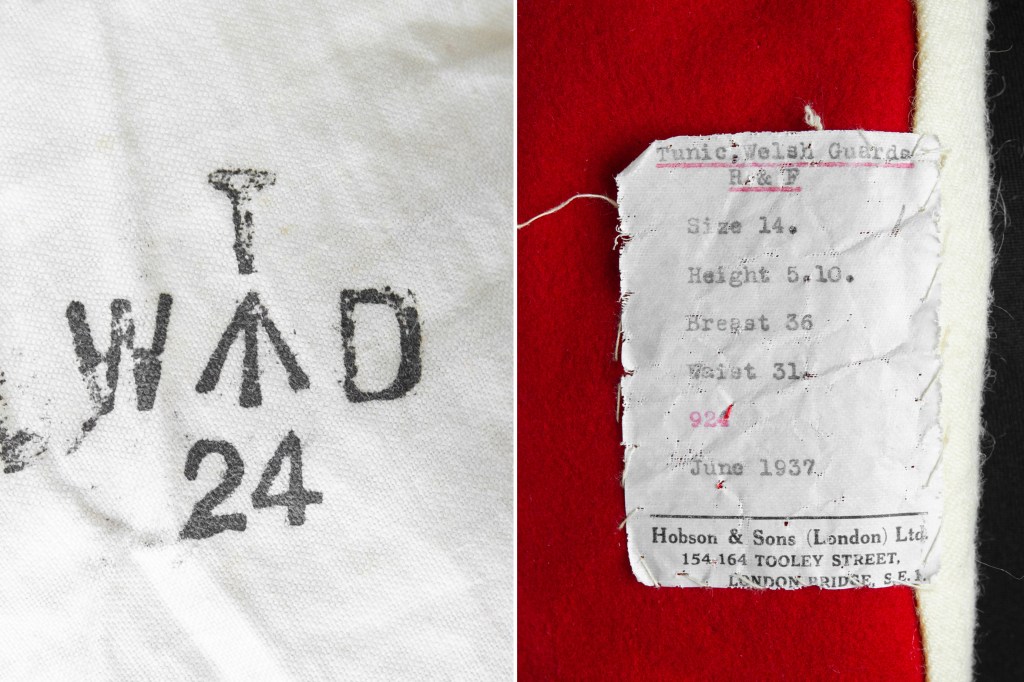 T
W D
24
Tunic, Welsh Guards
R & F
Size 14.
Height 5.10.
Breast 36
Waist 31.
924
June 1937
Hobson & Sons (London) Ltd.
154-164 TOOLEY STREET,
LONDON BRIDGE, S.E.1.